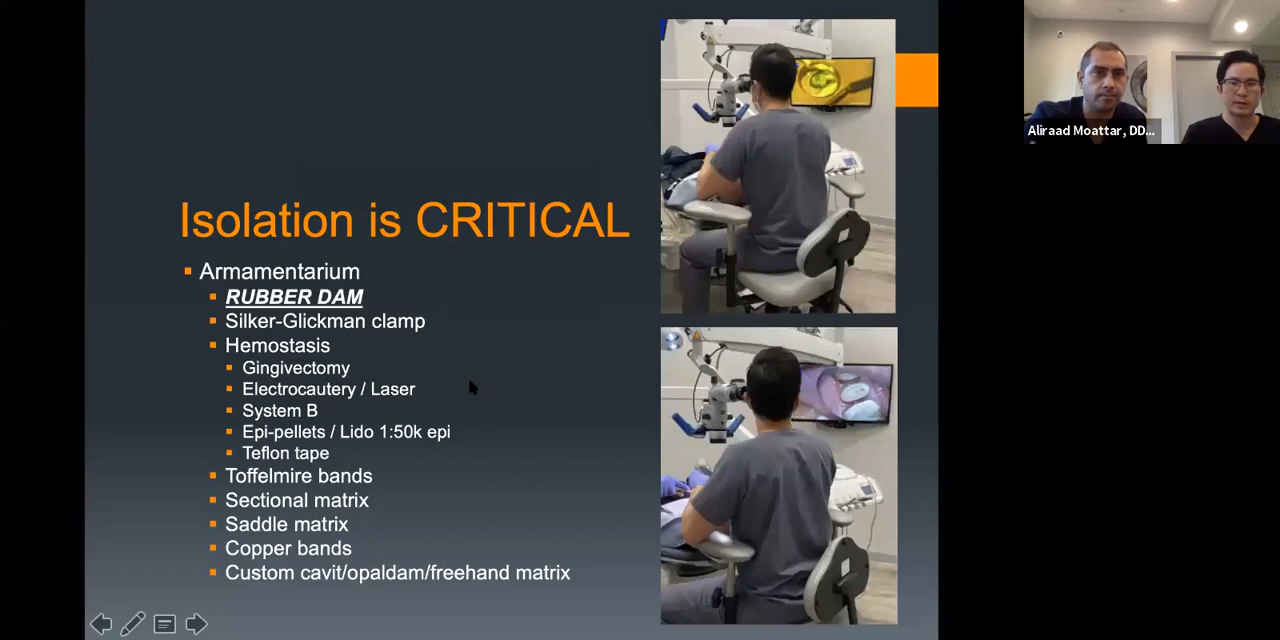 Isolation is CRITICAL
Armamentarium
RUBBER DAM
Silker-Glickman clamp
Hemostasis
Gingivectomy
Electrocautery / Laser
System B
Epi-pellets / Lido 1:50k epi
Teflon tape
Toffelmire bands
Sectional matrix
Saddle matrix
Copper bands
Custom cavit/opaldam/freehand matrix
Aliraad Moattar, DD...